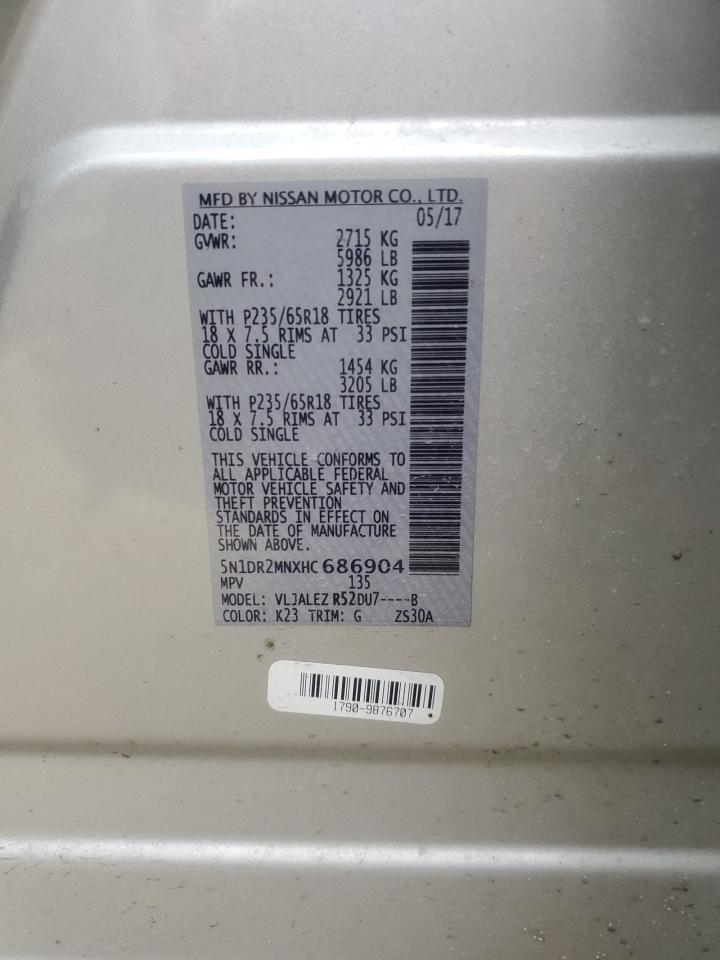 MFD BY NISSAN MOTOR CO., LTD.
DATE: 05/17
GVWR: 2715 KG
5986 LB
GAWR FR.: 1325 KG
2921 LB
WITH P235/65R18 TIRES
18 X 7.5 RIMS AT 33 PSI
COLD SINGLE
GAWR RR.: 1454 KG
3205 LB
WITH P235/65R18 TIRES
18 X 7.5 RIMS AT 33 PSI
COLD SINGLE
THIS VEHICLE CONFORMS TO
ALL APPLICABLE FEDERAL
MOTOR VEHICLE SAFETY AND
THEFT PREVENTION
STANDARDS IN EFFECT ON
THE DATE OF MANUFACTURE
SHOWN ABOVE.
5N1DR2MNXHC 686904
MPV 135
MODEL: VLJALEZ R52DU7----B
COLOR: K23 TRIM: G ZS30A
1790-9876707